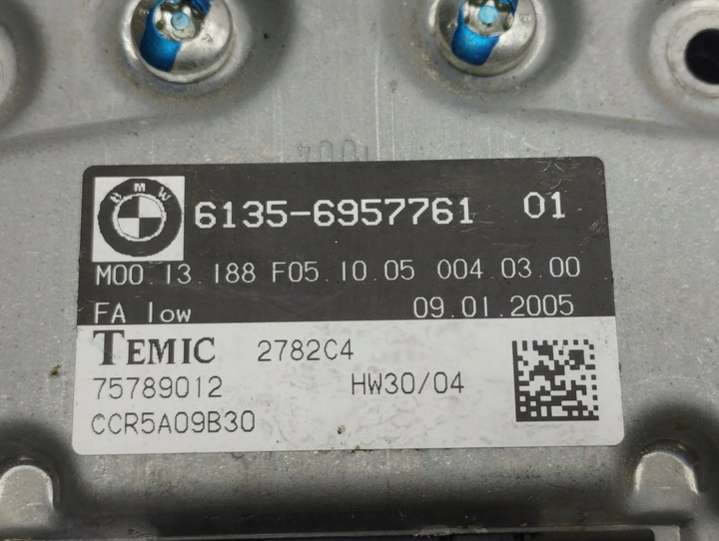 BMW
6135-6957761 01
M00.13.188 F05.10.05 004.03.00
FA low 09.01.2005
TEMIC 2782C4
75789012 HW30/04
CCR5A09B30